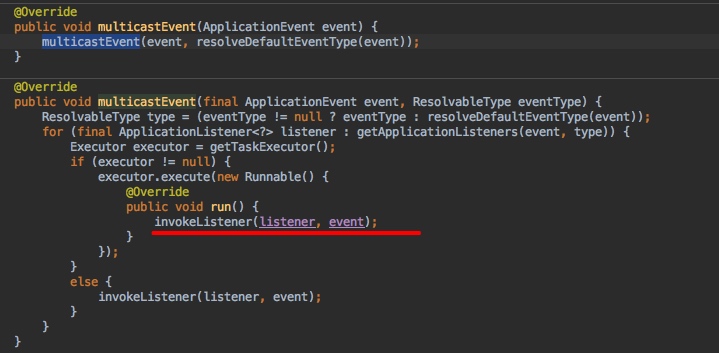 @Override
public void multicastEvent(ApplicationEvent event) {
    multicastEvent(event, resolveDefaultEventType(event));
}
@Override
public void multicastEvent(final ApplicationEvent event, ResolvableType eventType) {
    ResolvableType type = (eventType != null ? eventType : resolveDefaultEventType(event));
    for (final ApplicationListener<?> listener : getApplicationListeners(event, type)) {
        Executor executor = getTaskExecutor();
        if (executor != null) {
            executor.execute(new Runnable() {
                @Override
                public void run() {
                    invokeListener(listener, event);
                }
            });
        }
        else {
            invokeListener(listener, event);
        }
    }
}